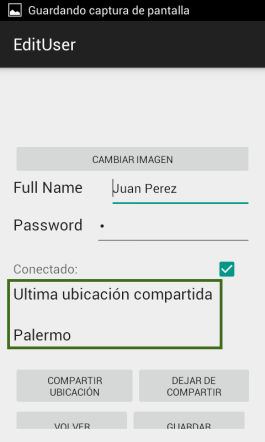 Guardando captura de pantalla
EditUser
CAMBIAR IMAGEN
Full Name Juan Perez
Password •
Conectado:
Ultima ubicación compartida
Palermo
COMPARTIR UBICACIÓN
DEJAR DE COMPARTIR
VOLVER GUARDAR